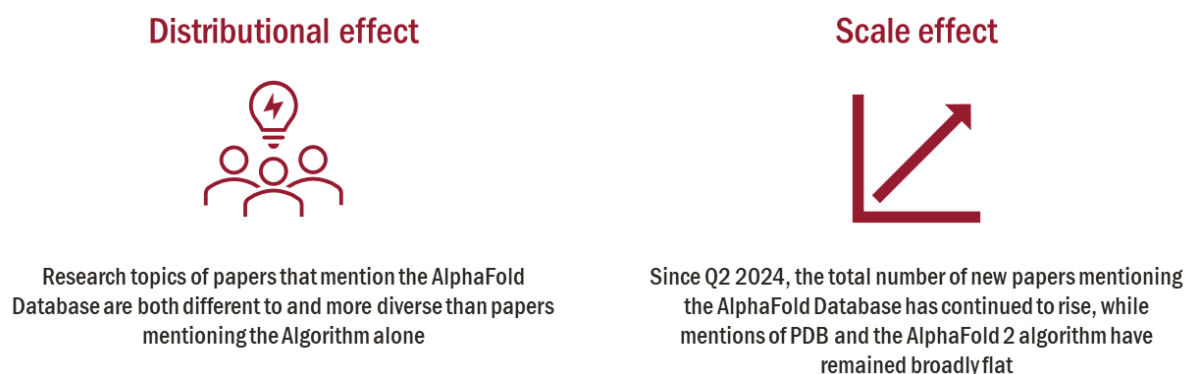 Distributional effect
Research topics of papers that mention the AlphaFold
Database are both different to and more diverse than papers
mentioning the Algorithm alone
Scale effect
Since Q2 2024, the total number of new papers mentioning
the AlphaFold Database has continued to rise, while
mentions of PDB and the AlphaFold 2 algorithm have
remained broadly flat